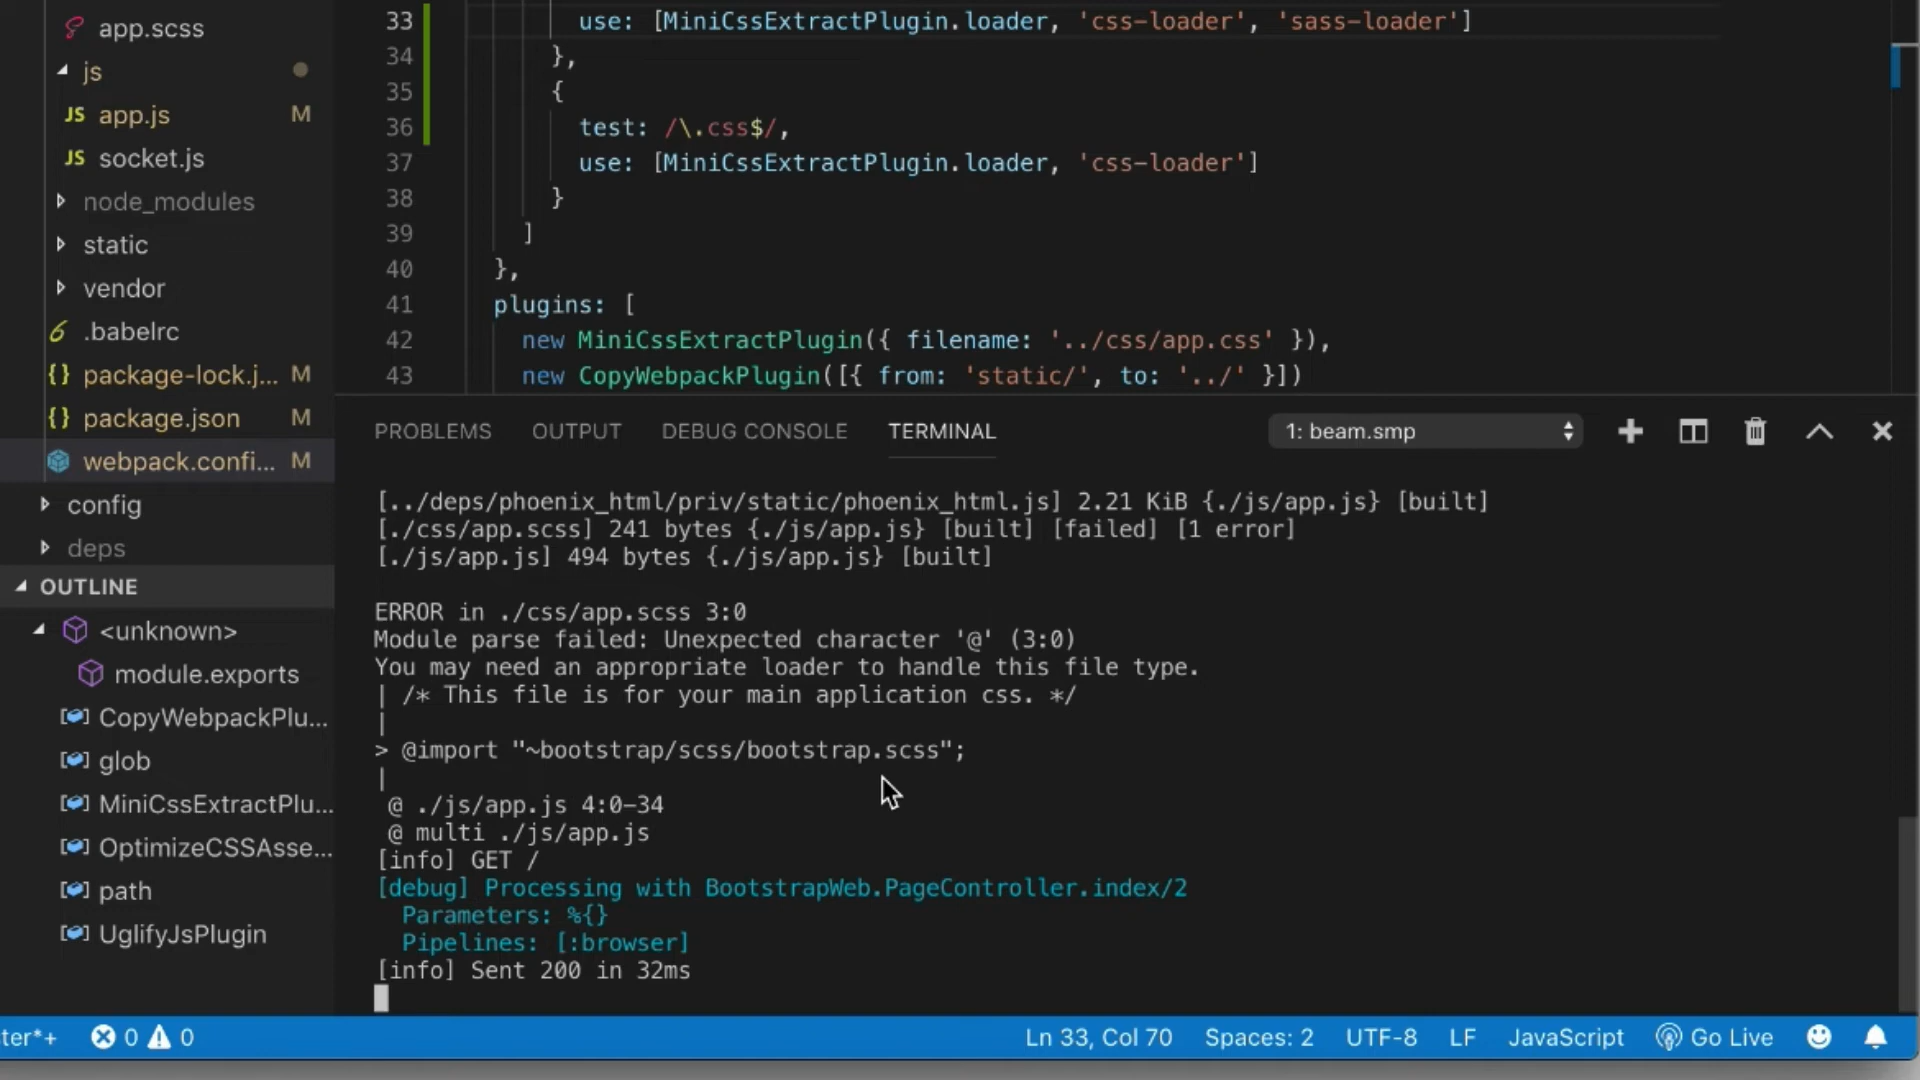 app.scss
js
JS app.js M
JS socket.js
node_modules
static
vendor
.babelrc
{} package-lock.j... M
{} package.json M
webpack.confi... M
config
deps
OUTLINE
<unknown>
module.exports
CopyWebpackPlu...
glob
MiniCssExtractPlu...
OptimizeCSSAsse...
path
UglifyJsPlugin
33 use: [MiniCssExtractPlugin.loader, 'css-loader', 'sass-loader']
34 },
35 {
36 test: /\.css$/,
37 use: [MiniCssExtractPlugin.loader, 'css-loader']
38 }
39 ]
40 },
41 plugins: [
42 new MiniCssExtractPlugin({ filename: '../css/app.css' }),
43 new CopyWebpackPlugin([{ from: 'static/', to: '../' }])
PROBLEMS OUTPUT DEBUG CONSOLE TERMINAL 1: beam.smp
[../deps/phoenix_html/priv/static/phoenix_html.js] 2.21 KiB {./js/app.js} [built]
[./css/app.scss] 241 bytes {./js/app.js} [built] [failed] [1 error]
[./js/app.js] 494 bytes {./js/app.js} [built]
ERROR in ./css/app.scss 3:0
Module parse failed: Unexpected character '@' (3:0)
You may need an appropriate loader to handle this file type.
| /* This file is for your main application css. */
|
> @import "~bootstrap/scss/bootstrap.scss";
|
@ ./js/app.js 4:0-34
@ multi ./js/app.js
[info] GET /
[debug] Processing with BootstrapWeb.PageController.index/2
Parameters: %{}
Pipelines: [:browser]
[info] Sent 200 in 32ms
ter*+ 0 0 Ln 33, Col 70 Spaces: 2 UTF-8 LF JavaScript Go Live